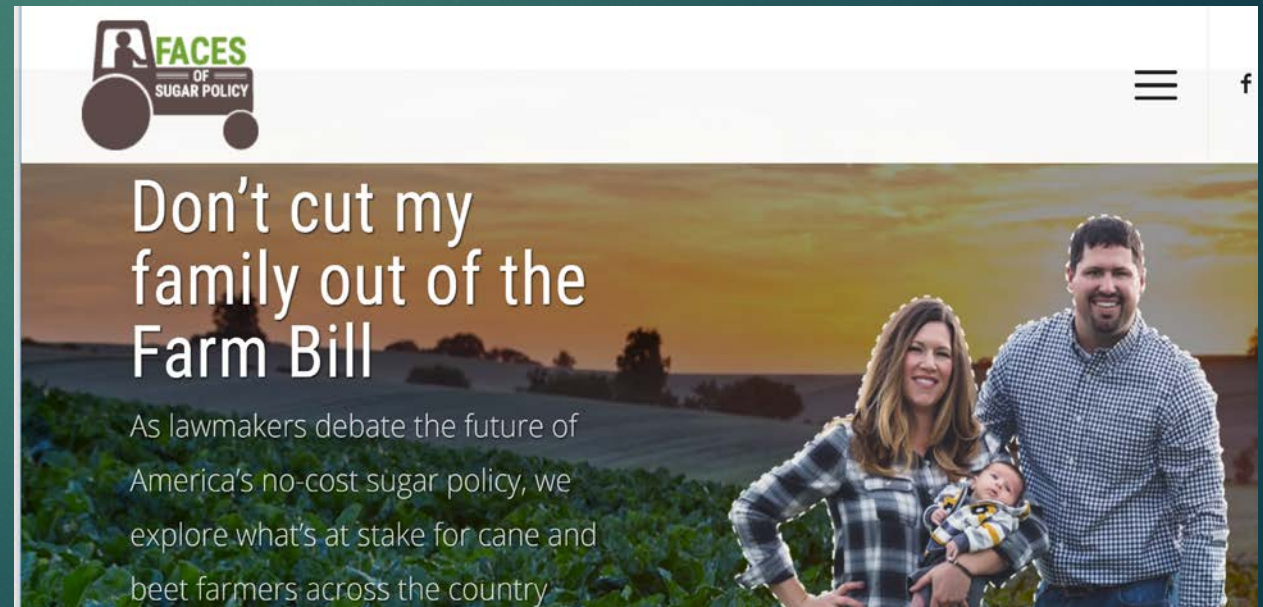 FACES
OF
SUGAR POLICY
f
Don't cut my
family out of the
Farm Bill
As lawmakers debate the future of
America's no-cost sugar policy, we
explore what's at stake for cane and
beet farmers across the country